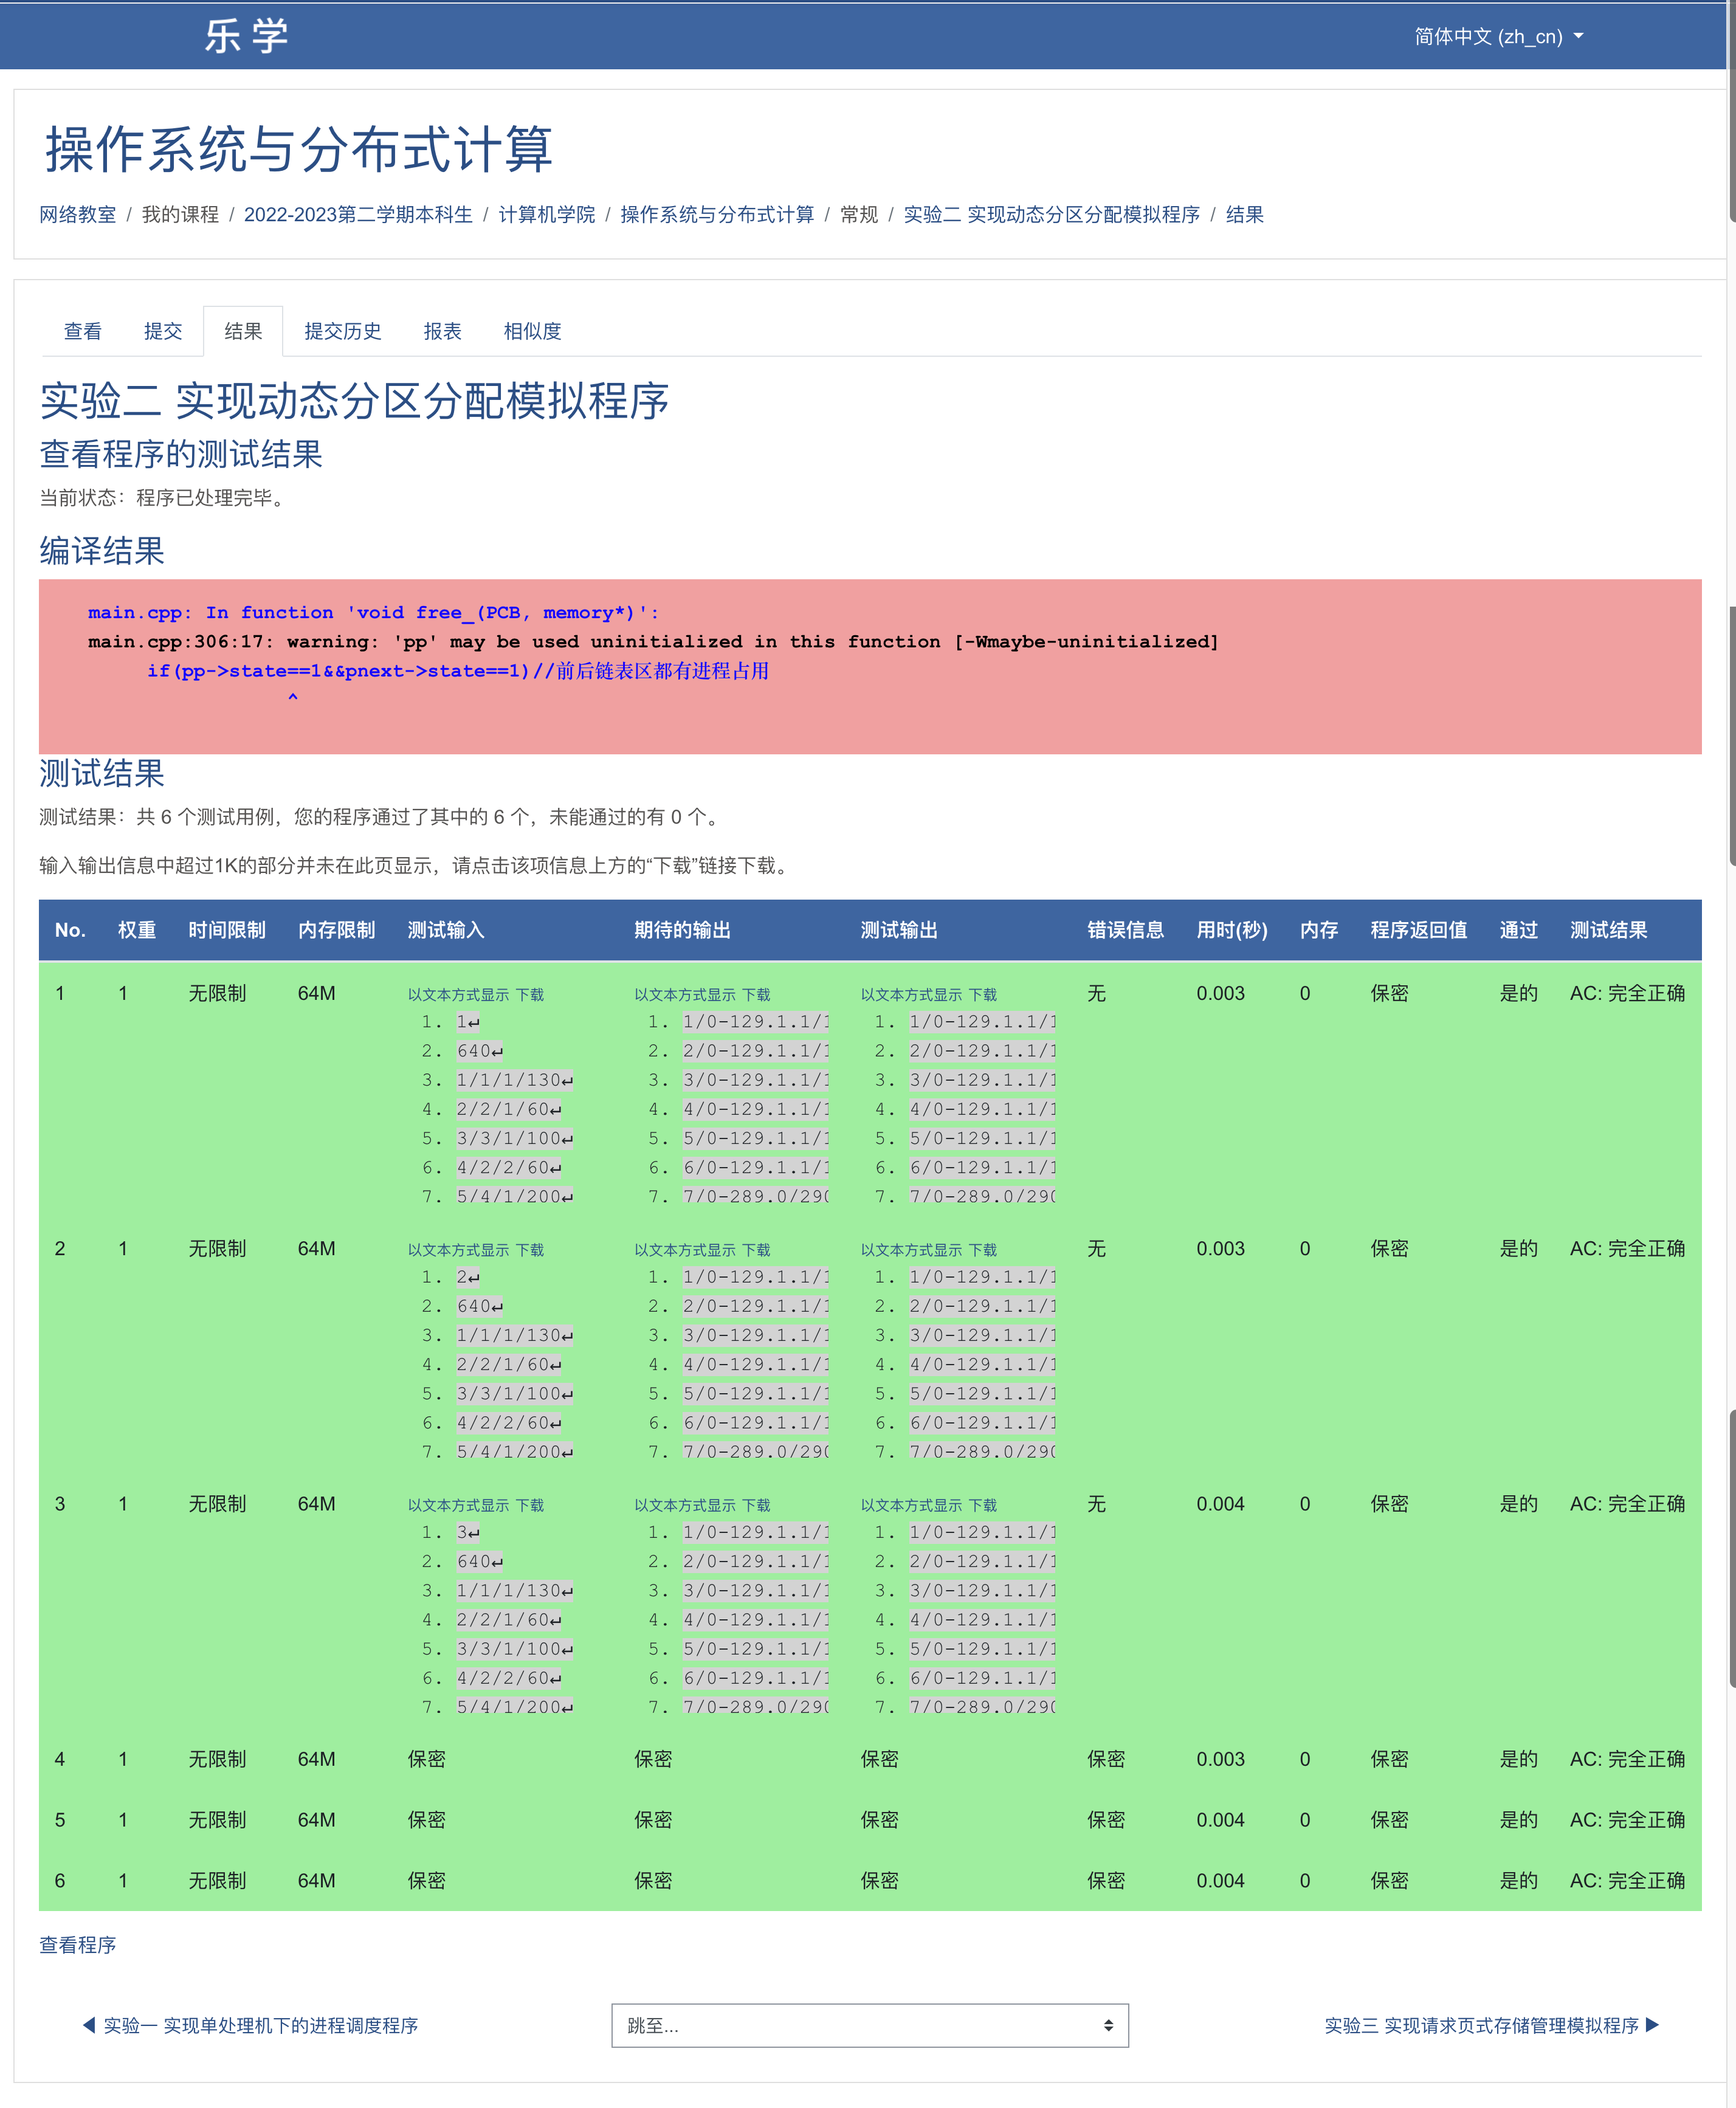 乐学
简体中文 (zh_cn)
操作系统与分布式计算
网络教室 / 我的课程 / 2022-2023第二学期本科生 / 计算机学院 / 操作系统与分布式计算 / 常规 / 实验二 实现动态分区分配模拟程序 / 结果
查看 提交 结果 提交历史 报表 相似度
实验二 实现动态分区分配模拟程序
查看程序的测试结果
当前状态：程序已处理完毕。
编译结果
main.cpp: In function 'void free_(PCB, memory*)':
main.cpp:306:17: warning: 'pp' may be used uninitialized in this function [-Wmaybe-uninitialized]
if(pp->state==1&&pnext->state==1)//前后链表区都有进程占用
^
测试结果
测试结果：共 6 个测试用例，您的程序通过了其中的 6 个，未能通过的有 0 个。
输入输出信息中超过1K的部分并未在此页显示，请点击该项信息上方的“下载”链接下载。
No. 权重 时间限制 内存限制 测试输入 期待的输出 测试输出 错误信息 用时(秒) 内存 程序返回值 通过 测试结果
1 1 无限制 64M 以文本方式显示 下载 以文本方式显示 下载 以文本方式显示 下载 无 0.003 0 保密 是的 AC: 完全正确
1. 1↵ 1. 1/0-129.1.1/1 1. 1/0-129.1.1/1
2. 640↵ 2. 2/0-129.1.1/1 2. 2/0-129.1.1/1
3. 1/1/1/130↵ 3. 3/0-129.1.1/1 3. 3/0-129.1.1/1
4. 2/2/1/60↵ 4. 4/0-129.1.1/1 4. 4/0-129.1.1/1
5. 3/3/1/100↵ 5. 5/0-129.1.1/1 5. 5/0-129.1.1/1
6. 4/2/2/60↵ 6. 6/0-129.1.1/1 6. 6/0-129.1.1/1
7. 5/4/1/200↵ 7. 7/0-289.0/290 7. 7/0-289.0/290
2 1 无限制 64M 以文本方式显示 下载 以文本方式显示 下载 以文本方式显示 下载 无 0.003 0 保密 是的 AC: 完全正确
1. 2↵ 1. 1/0-129.1.1/1 1. 1/0-129.1.1/1
2. 640↵ 2. 2/0-129.1.1/1 2. 2/0-129.1.1/1
3. 1/1/1/130↵ 3. 3/0-129.1.1/1 3. 3/0-129.1.1/1
4. 2/2/1/60↵ 4. 4/0-129.1.1/1 4. 4/0-129.1.1/1
5. 3/3/1/100↵ 5. 5/0-129.1.1/1 5. 5/0-129.1.1/1
6. 4/2/2/60↵ 6. 6/0-129.1.1/1 6. 6/0-129.1.1/1
7. 5/4/1/200↵ 7. 7/0-289.0/290 7. 7/0-289.0/290
3 1 无限制 64M 以文本方式显示 下载 以文本方式显示 下载 以文本方式显示 下载 无 0.004 0 保密 是的 AC: 完全正确
1. 3↵ 1. 1/0-129.1.1/1 1. 1/0-129.1.1/1
2. 640↵ 2. 2/0-129.1.1/1 2. 2/0-129.1.1/1
3. 1/1/1/130↵ 3. 3/0-129.1.1/1 3. 3/0-129.1.1/1
4. 2/2/1/60↵ 4. 4/0-129.1.1/1 4. 4/0-129.1.1/1
5. 3/3/1/100↵ 5. 5/0-129.1.1/1 5. 5/0-129.1.1/1
6. 4/2/2/60↵ 6. 6/0-129.1.1/1 6. 6/0-129.1.1/1
7. 5/4/1/200↵ 7. 7/0-289.0/290 7. 7/0-289.0/290
4 1 无限制 64M 保密 保密 保密 保密 0.003 0 保密 是的 AC: 完全正确
5 1 无限制 64M 保密 保密 保密 保密 0.004 0 保密 是的 AC: 完全正确
6 1 无限制 64M 保密 保密 保密 保密 0.004 0 保密 是的 AC: 完全正确
查看程序
◀ 实验一 实现单处理机下的进程调度程序 跳至... 实验三 实现请求页式存储管理模拟程序 ▶